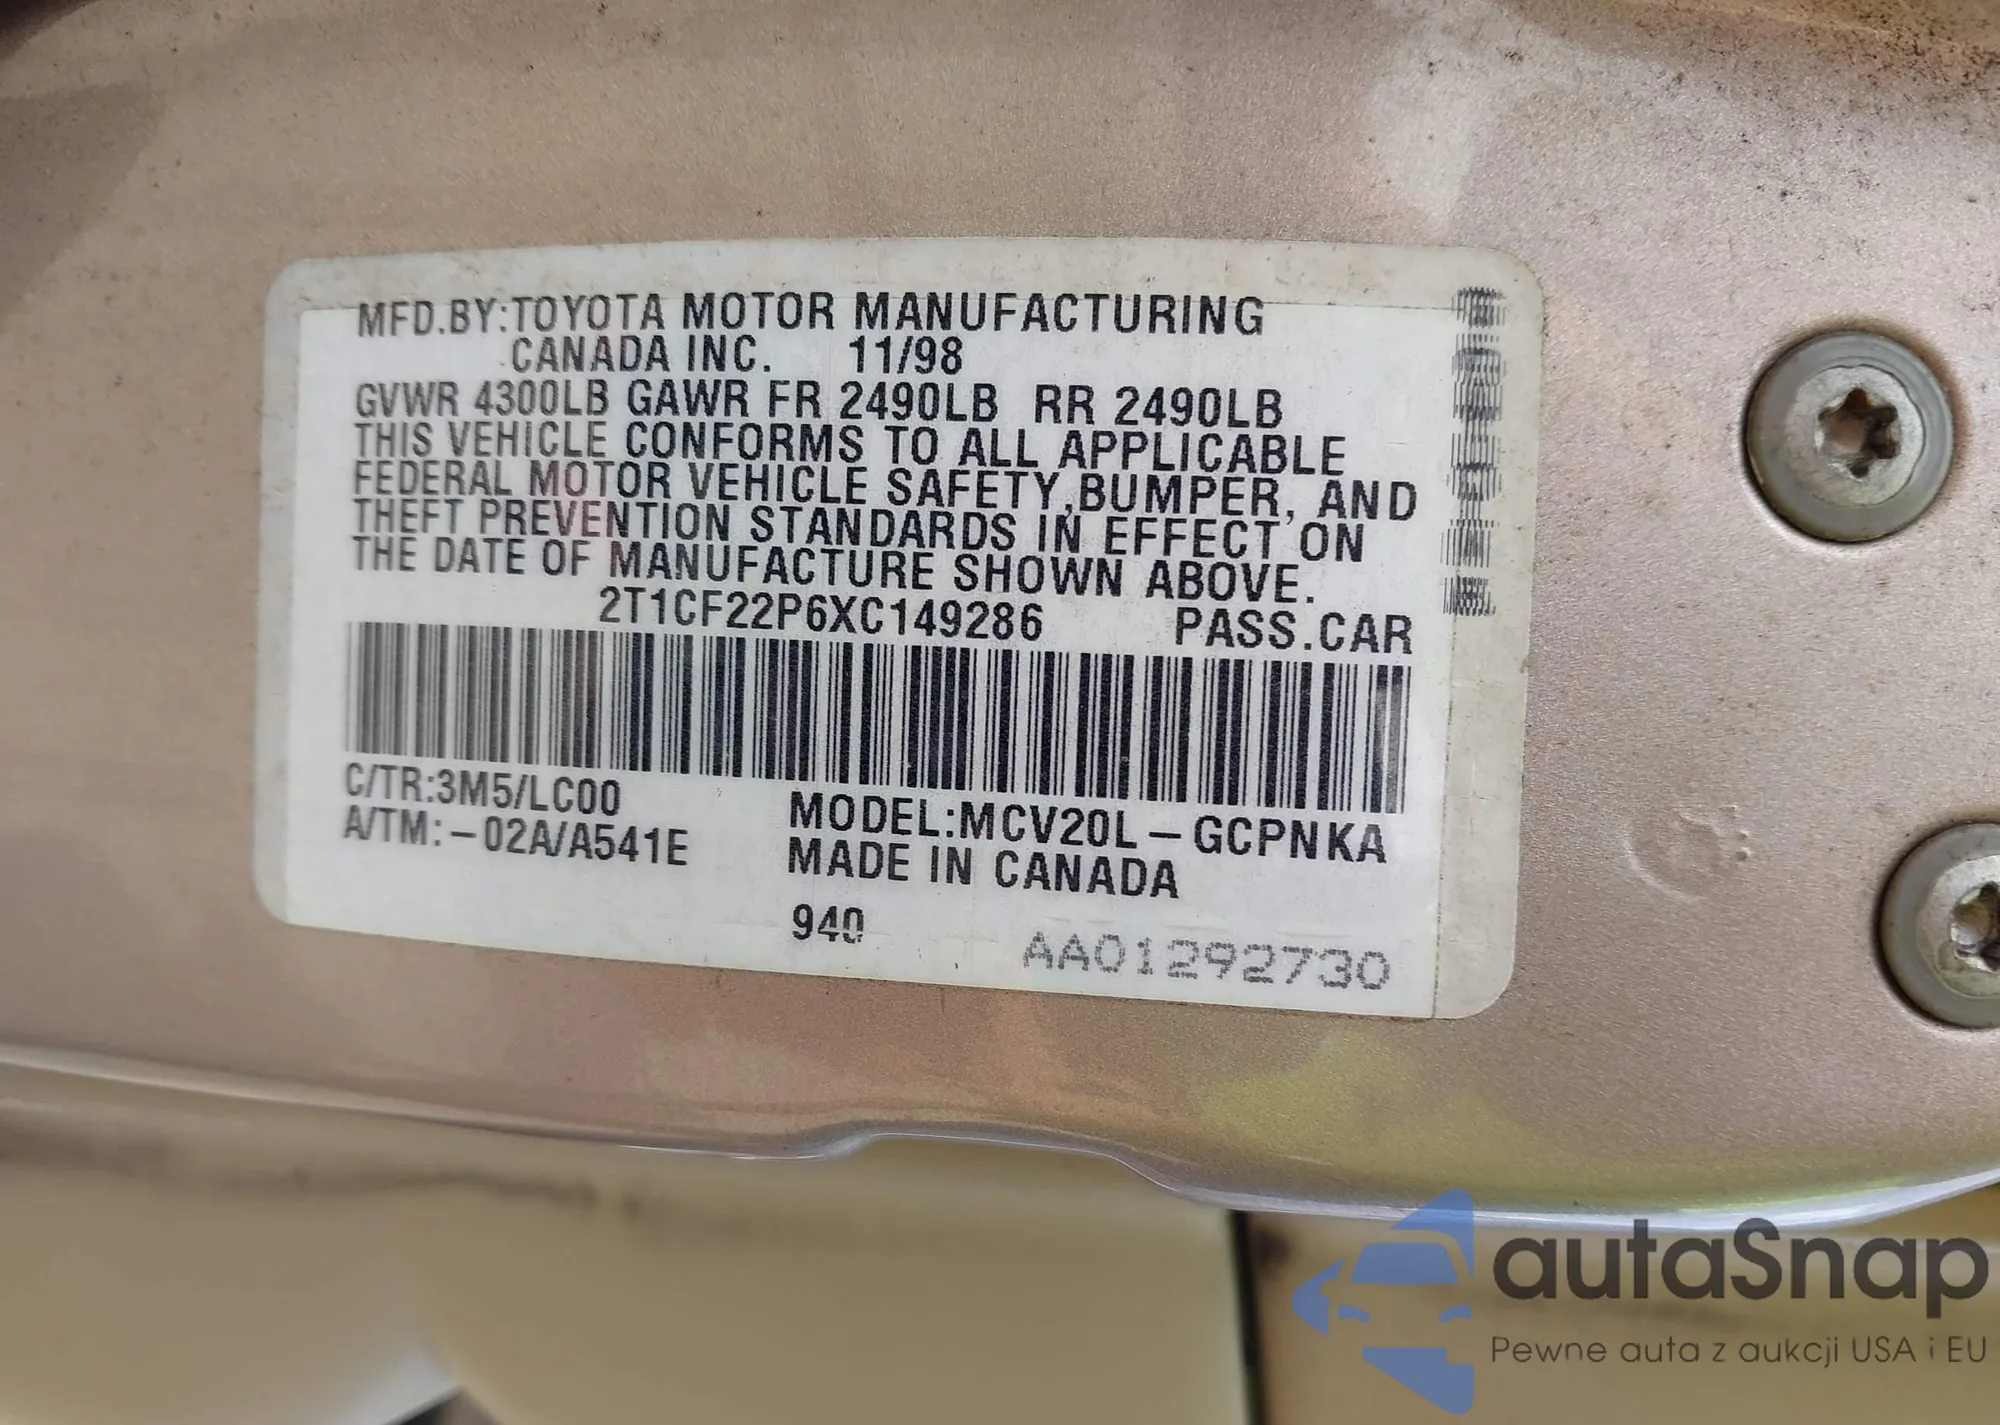 MFD.BY:TOYOTA MOTOR MANUFACTURING
CANADA INC. 11/98
GVWR 4300LB GAWR FR 2490LB RR 2490LB
THIS VEHICLE CONFORMS TO ALL APPLICABLE
FEDERAL MOTOR VEHICLE SAFETY,BUMPER, AND
THEFT PREVENTION STANDARDS IN EFFECT ON
THE DATE OF MANUFACTURE SHOWN ABOVE.
2T1CF22P6XC149286 PASS.CAR
C/TR:3M5/LC00
A/TM:-02A/A541E
MODEL:MCV20L-GCPNKA
MADE IN CANADA
940
AA01292730
autaSnap
Pewne auta z aukcji USA i EU